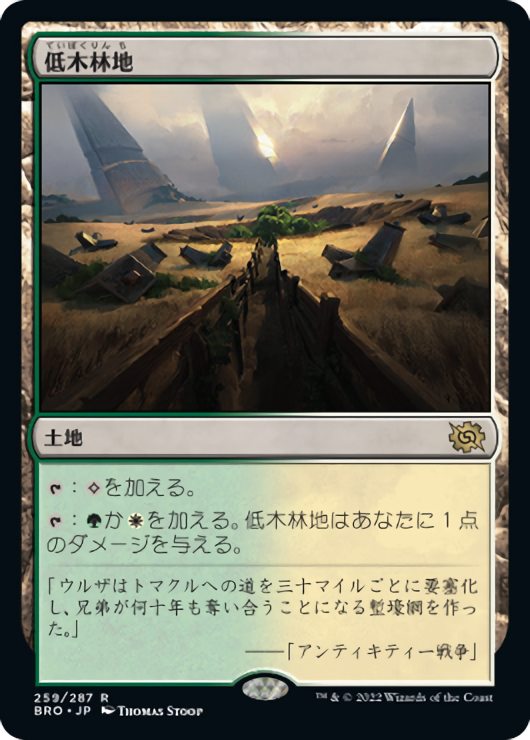 ていぼくりん ち
低木林地
土地
:◇を加える。
:か を加える。低木林地はあなたに1点
のダメージを与える。
「ウルザはトマクルへの道を三十マイルごとに要塞化
し、兄弟が何十年も奪い合うことになる塹壕網を作っ
た。」
――「アンティキティー戦争」
259/287 R
™ & © 2022 Wizards of the Coast
BRO • JP THOMAS STOOP